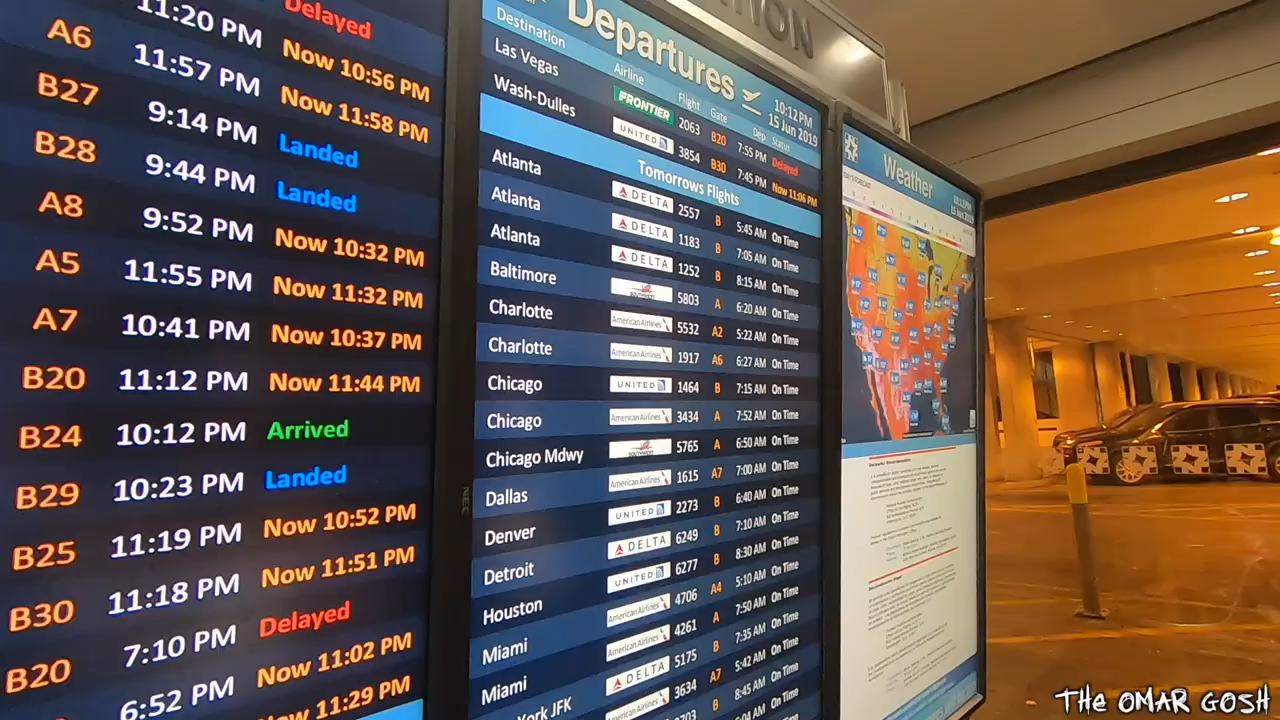 11:20 PM Now 10:56 PM
Delayed
A6 11:57 PM Now 11:58 PM
B27 9:14 PM Landed
B28 9:44 PM Landed
A8 9:52 PM Now 10:32 PM
A5 11:55 PM Now 11:32 PM
A7 10:41 PM Now 10:37 PM
B20 11:12 PM Now 11:44 PM
B24 10:12 PM Arrived
B29 10:23 PM Landed
B25 11:19 PM Now 10:52 PM
B30 11:18 PM Now 11:51 PM
B20 7:10 PM Delayed
6:52 PM Now 11:02 PM
Now 11:29 PM
Departures
10:12 PM
15 Jun 2019
Destination Airline Flight Gate Dep. Status
Las Vegas FRONTIER 2063 B20 7:55 PM Delayed
Wash-Dulles UNITED 3854 B30 7:45 PM Now 11:06 PM
Tomorrows Flights
Atlanta DELTA 2557 B 5:45 AM On Time
Atlanta DELTA 1183 B 7:05 AM On Time
Atlanta DELTA 1252 B 8:15 AM On Time
Baltimore SOUTHWEST 5803 A 6:20 AM On Time
Charlotte American Airlines 5532 A2 5:22 AM On Time
Charlotte American Airlines 1917 A6 6:27 AM On Time
Chicago UNITED 1464 B 7:15 AM On Time
Chicago American Airlines 3434 A 7:52 AM On Time
Chicago Mdwy SOUTHWEST 5765 A 6:50 AM On Time
Dallas American Airlines 1615 A7 7:00 AM On Time
Denver UNITED 2273 B 6:40 AM On Time
Detroit DELTA 6249 B 7:10 AM On Time
Houston UNITED 6277 B 8:30 AM On Time
Miami American Airlines 4706 A4 5:10 AM On Time
Miami American Airlines 4261 A 7:50 AM On Time
York JFK DELTA 5175 B 7:35 AM On Time
American Airlines 3634 A7 5:42 AM On Time
B 8:45 AM On Time
NEC
Weather
THE OMAR GOSH